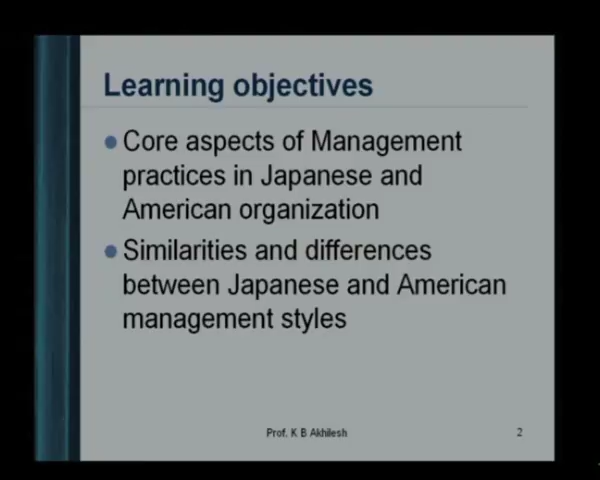 Learning objectives
Core aspects of Management
practices in Japanese and
American organization
Similarities and differences
between Japanese and American
management styles
Prof. K B Akhilesh
2